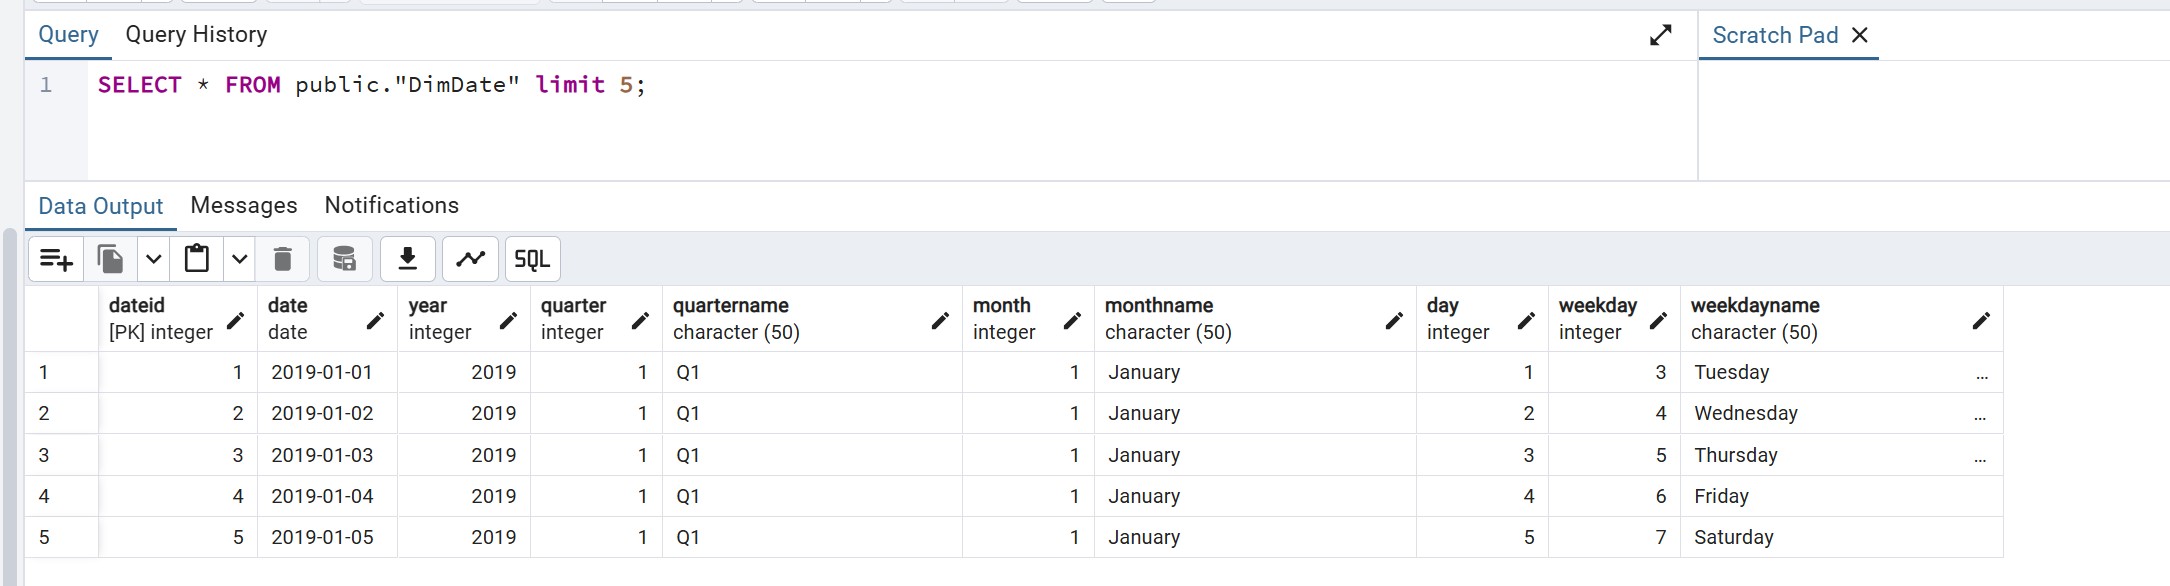 Query Query History Scratch Pad
1 SELECT * FROM public."DimDate" limit 5;
Data Output Messages Notifications
SQL
dateid date year quarter quartername month monthname day weekday weekdayname
[PK] integer date integer integer character (50) integer character (50) integer integer character (50)
1 1 2019-01-01 2019 1 Q1 1 January 1 3 Tuesday ...
2 2 2019-01-02 2019 1 Q1 1 January 2 4 Wednesday ...
3 3 2019-01-03 2019 1 Q1 1 January 3 5 Thursday ...
4 4 2019-01-04 2019 1 Q1 1 January 4 6 Friday
5 5 2019-01-05 2019 1 Q1 1 January 5 7 Saturday